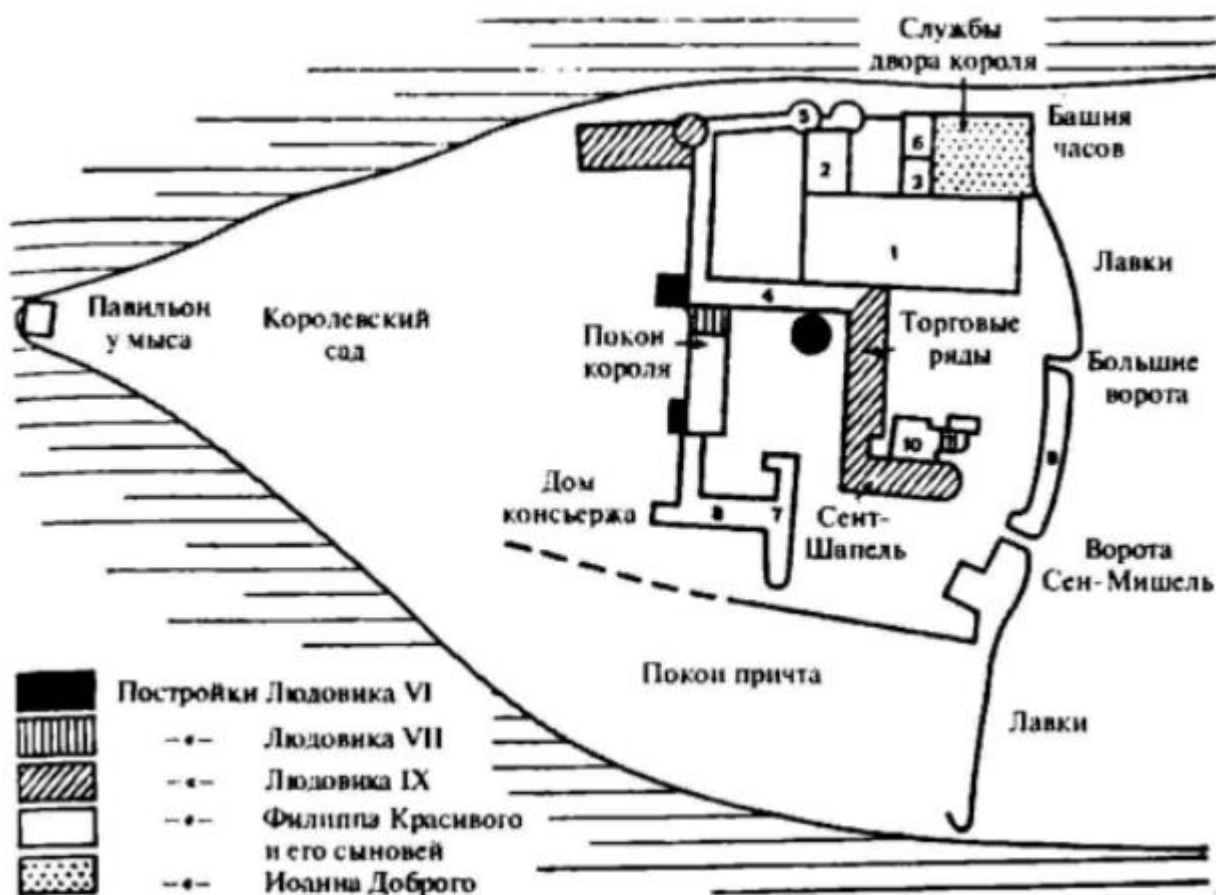 Службы
двора короля
Башня
часов
5
6
2
3
1
Лавки
Павильон
у мыса
Королевский
сад
4
Покои
короля
Торговые
ряды
Большие
ворота
10
11
9
Дом
консьержа
8
7
Сент-
Шапель
Ворота
Сен-Мишель
Покои причта
Лавки
Постройки Людовика VI
-«- Людовика VII
-«- Людовика IX
-«- Филиппа Красивого
и его сыновей
-«- Иоанна Доброго